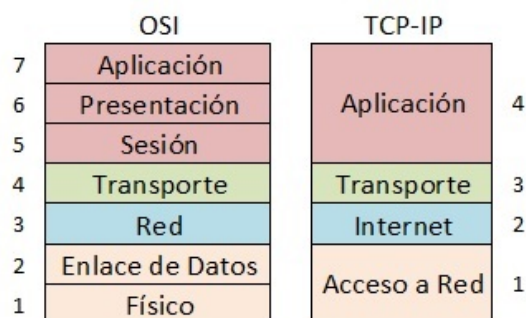 OSI TCP-IP
7 Aplicación
6 Presentación Aplicación 4
5 Sesión
4 Transporte Transporte 3
3 Red Internet 2
2 Enlace de Datos
Acceso a Red 1
1 Físico